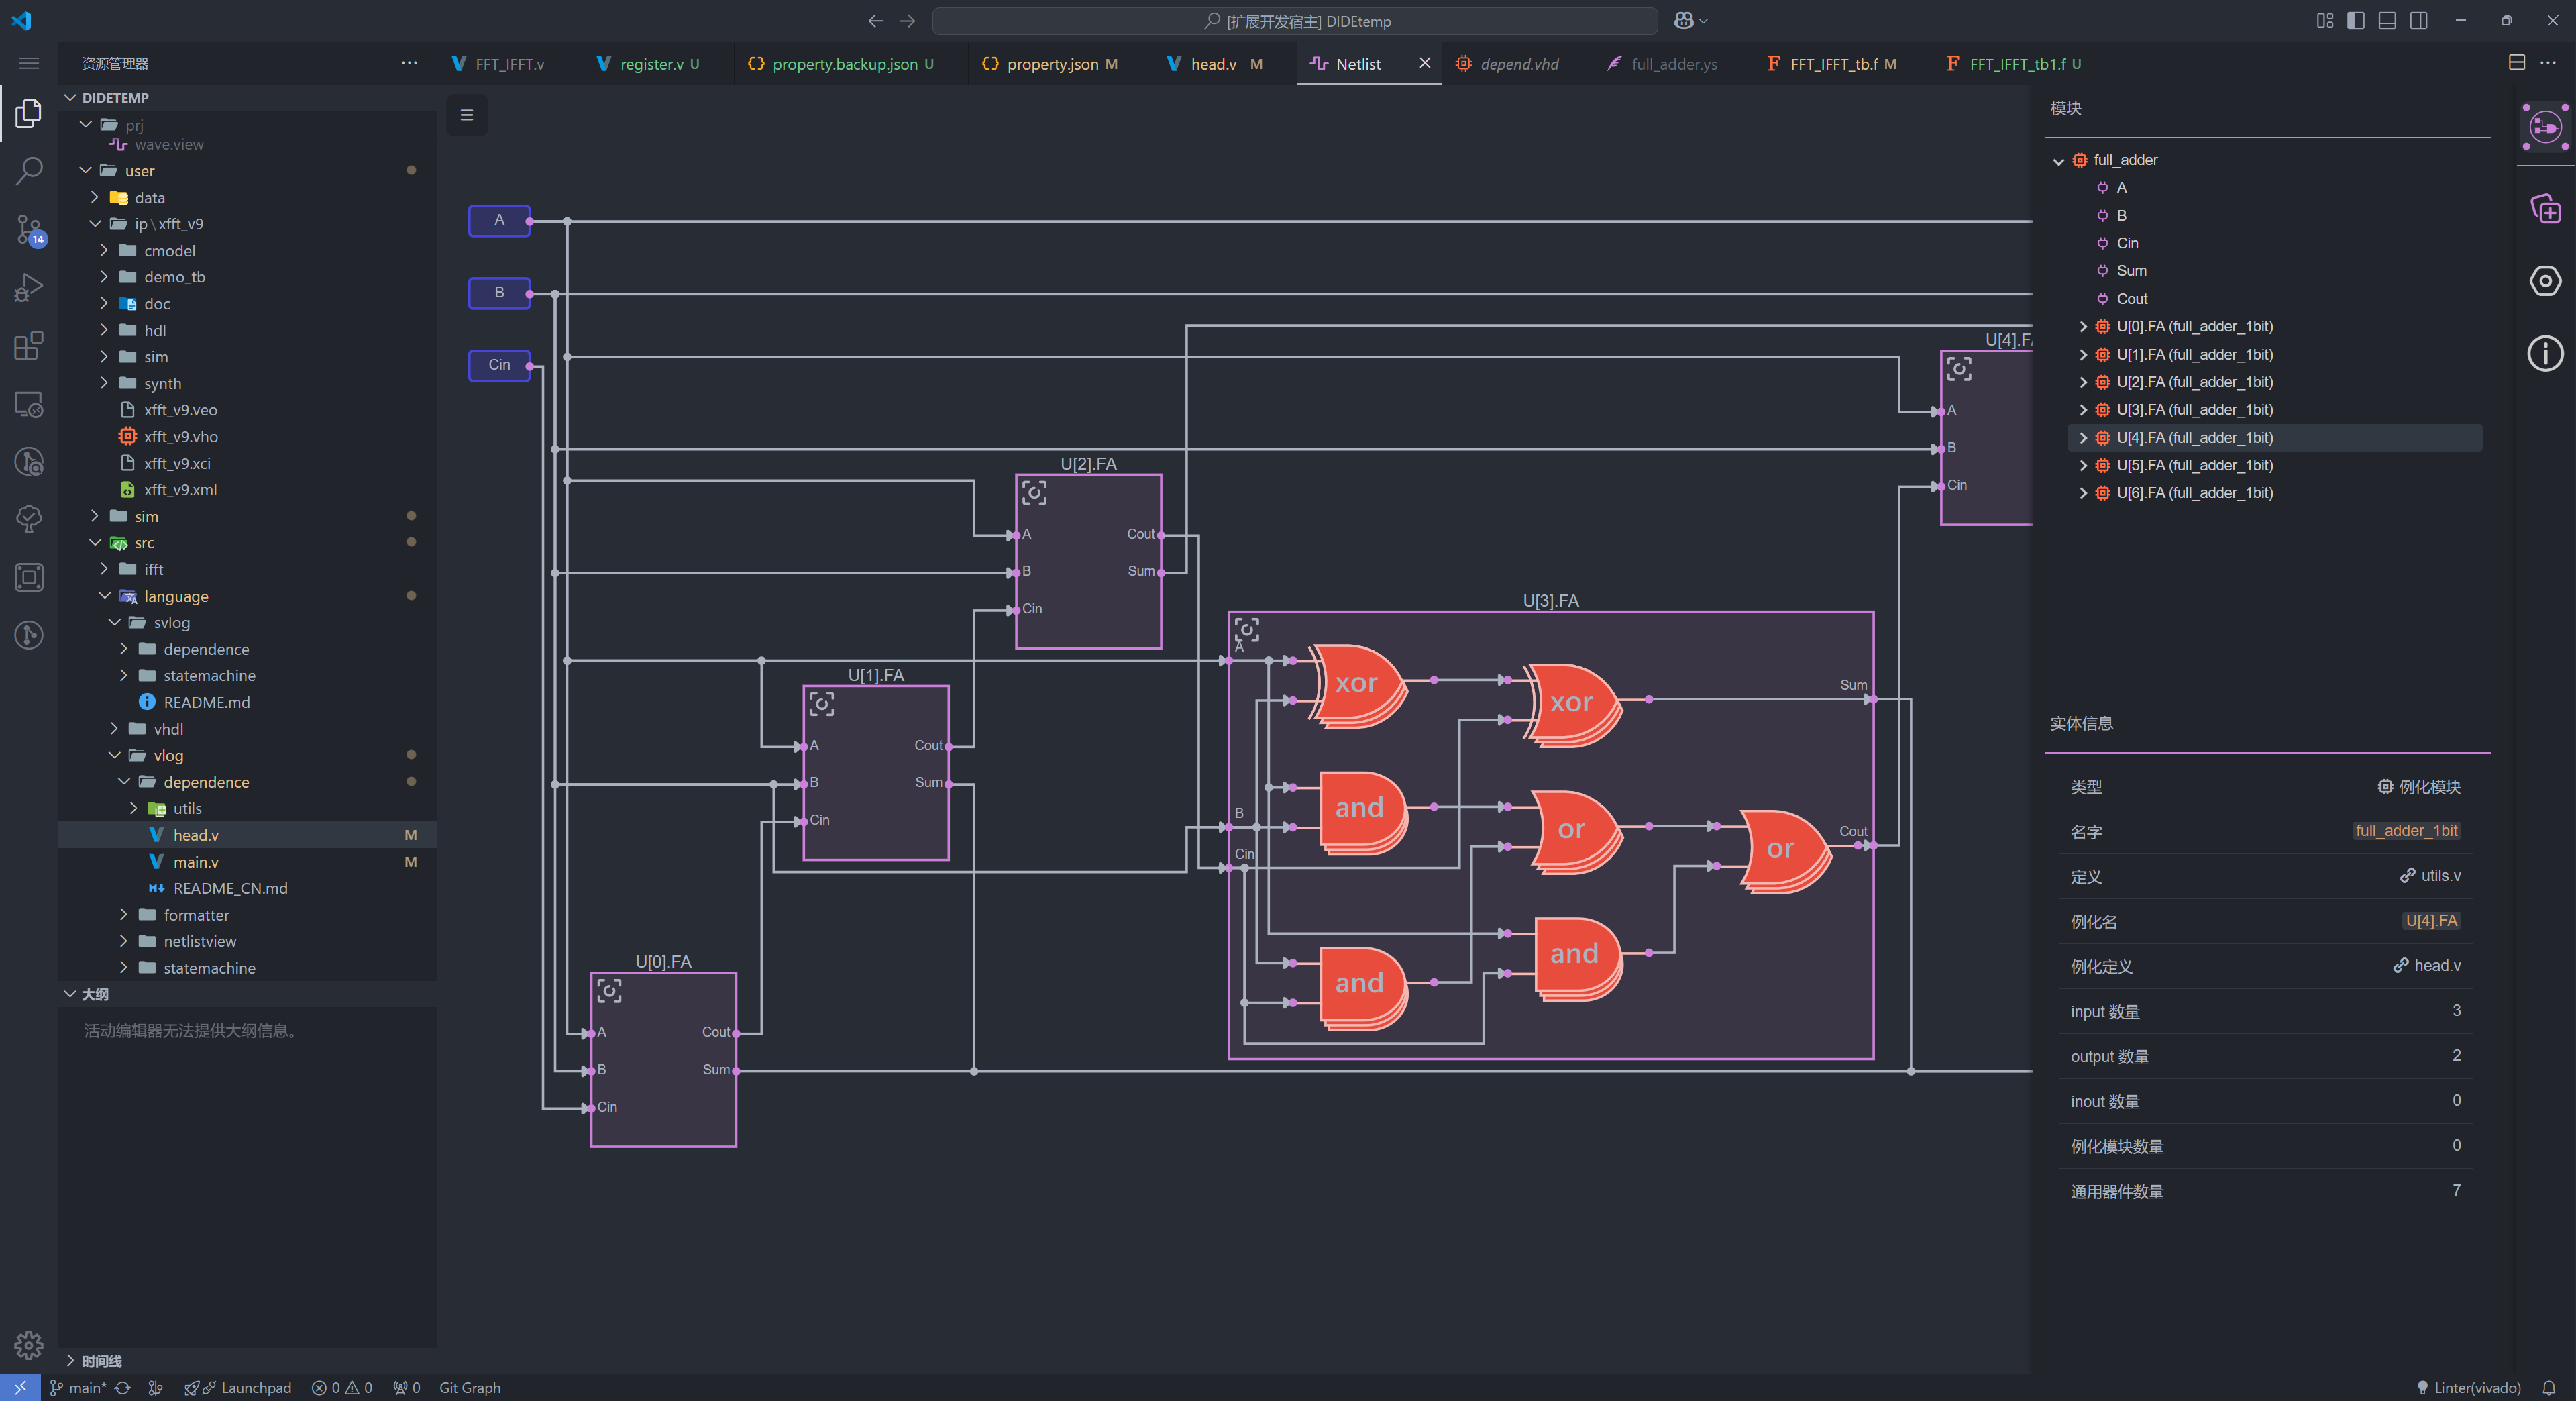 [扩展开发宿主] DIDEtemp
资源管理器
FFT_IFFT.v
register.v U
property.backup.json U
property.json M
head.v M
Netlist
depend.vhd
full_adder.ys
FFT_IFFT_tb.f M
FFT_IFFT_tb1.f U
DIDETEMP
prj
wave.view
user
data
ip\xfft_v9
cmodel
demo_tb
doc
hdl
sim
synth
xfft_v9.veo
xfft_v9.vho
xfft_v9.xci
xfft_v9.xml
sim
src
ifft
language
svlog
dependence
statemachine
README.md
vhdl
vlog
dependence
utils
head.v M
main.v M
README_CN.md
formatter
netlistview
statemachine
大纲
活动编辑器无法提供大纲信息。
时间线
14
A
B
Cin
U[4].FA
A
B
Cin
U[2].FA
A
B
Cin
Cout
Sum
U[3].FA
A
B
Cin
xor
xor
and
or
or
and
and
Sum
Cout
U[1].FA
A
B
Cin
Cout
Sum
U[0].FA
A
B
Cin
Cout
Sum
模块
full_adder
A
B
Cin
Sum
Cout
U[0].FA (full_adder_1bit)
U[1].FA (full_adder_1bit)
U[2].FA (full_adder_1bit)
U[3].FA (full_adder_1bit)
U[4].FA (full_adder_1bit)
U[5].FA (full_adder_1bit)
U[6].FA (full_adder_1bit)
实体信息
类型 例化模块
名字 full_adder_1bit
定义 utils.v
例化名 U[4].FA
例化定义 head.v
input 数量 3
output 数量 2
inout 数量 0
例化模块数量 0
通用器件数量 7
main* Launchpad 0 0 0 Git Graph
Linter(vivado)